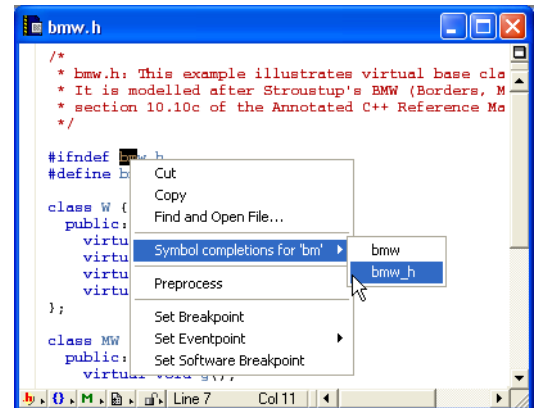 bmw.h
/*
* bmw.h: This example illustrates virtual base cla
* It is modelled after Stroustup's BMW (Borders, M
* section 10.10c of the Annotated C++ Reference Ma
*/
#ifndef bmw_h
#define b
class W {
public:
virtu
virtu
virtu
virtu
};
class MW
public:
virtual void g();
Cut
Copy
Find and Open File...
Symbol completions for 'bm'
bmw
bmw_h
Preprocess
Set Breakpoint
Set Eventpoint
Set Software Breakpoint
Line 7
Col 11